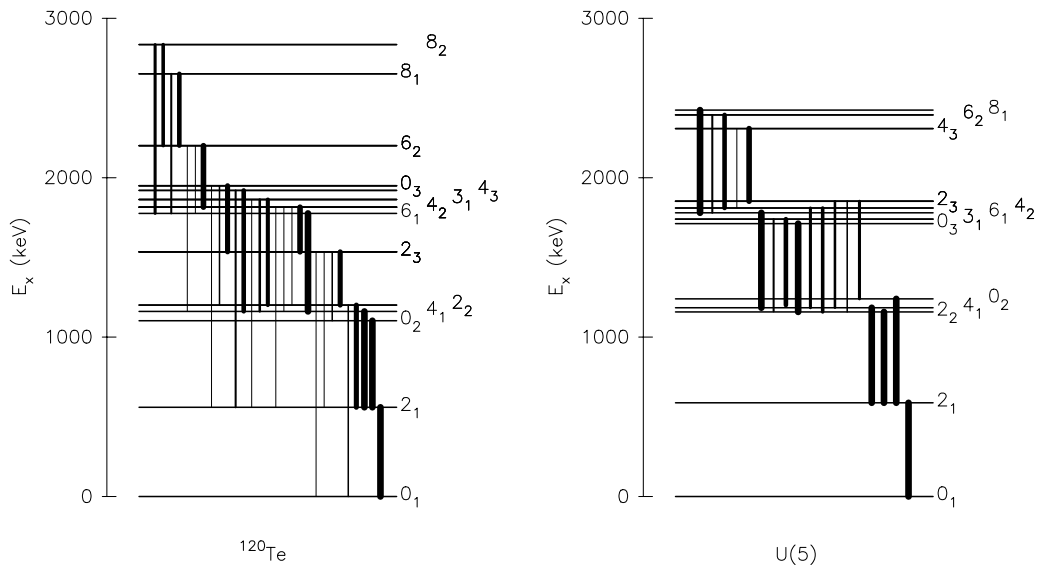 3000
2000
1000
0
E_x (keV)
8_2
8_1
6_2
0_3
6_1 4_2 3_1 4_3
2_3
0_2 4_1 2_2
2_1
0_1
^120Te
3000
2000
1000
0
E_x (keV)
4_3 6_2 8_1
2_3
0_3 3_1 6_1 4_2
2_2 4_1 0_2
2_1
0_1
U(5)